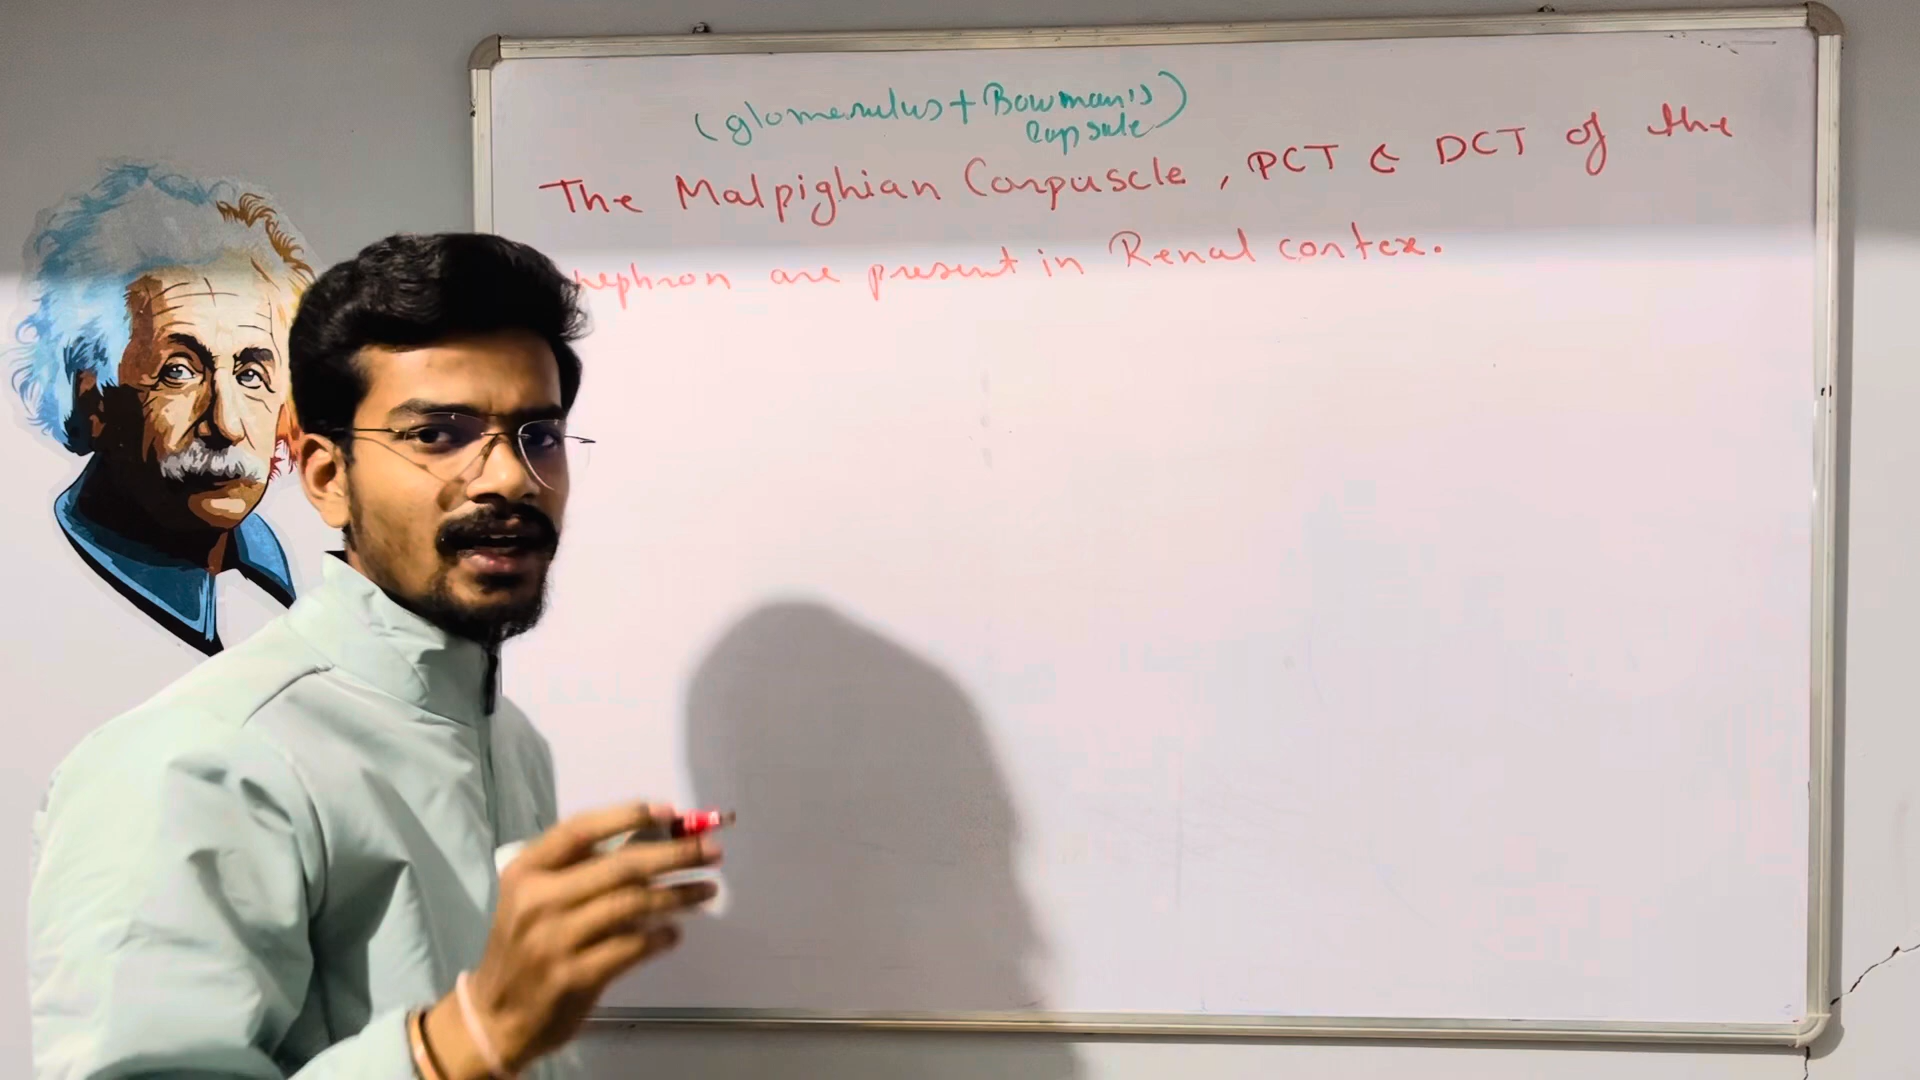 (glomerulus + Bowman's
Capsule)
The Malpighian Corpuscle, PCT & DCT of the
nephron are present in Renal cortex.